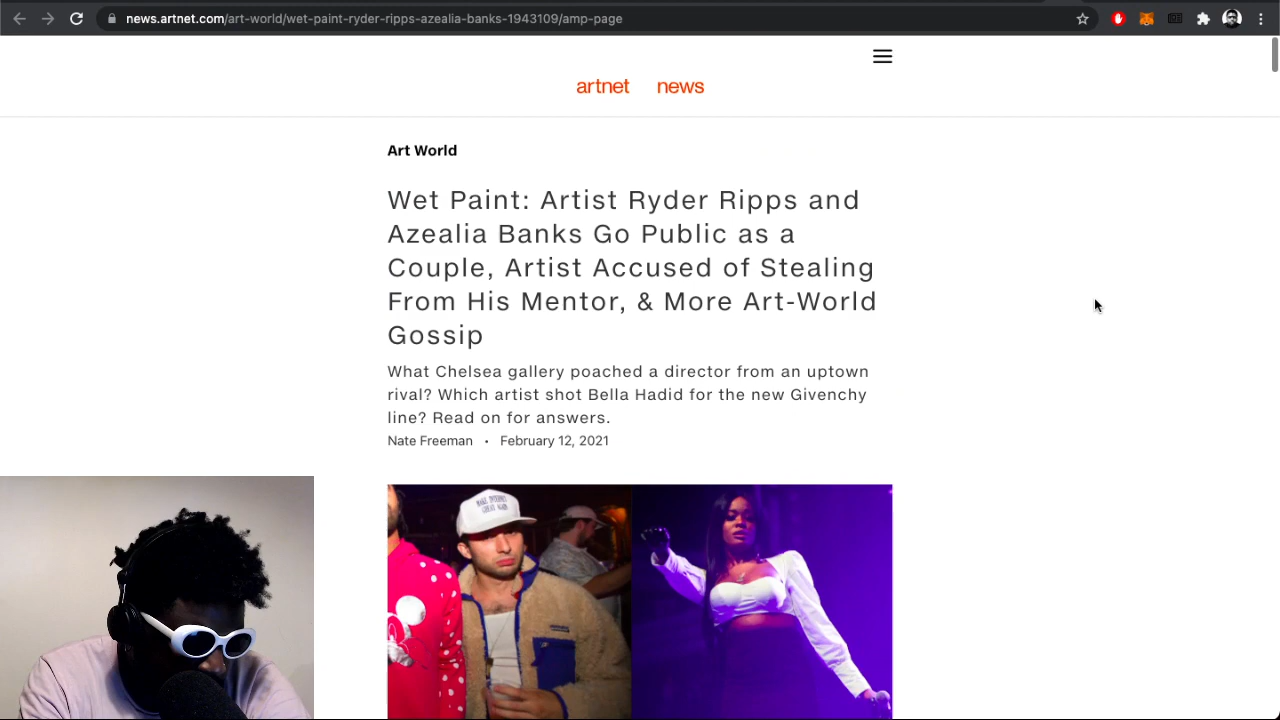 news.artnet.com/art-world/wet-paint-ryder-ripps-azealia-banks-1943109/amp-page
artnet news
Art World
Wet Paint: Artist Ryder Ripps and
Azealia Banks Go Public as a
Couple, Artist Accused of Stealing
From His Mentor, & More Art-World
Gossip
What Chelsea gallery poached a director from an uptown
rival? Which artist shot Bella Hadid for the new Givenchy
line? Read on for answers.
Nate Freeman • February 12, 2021